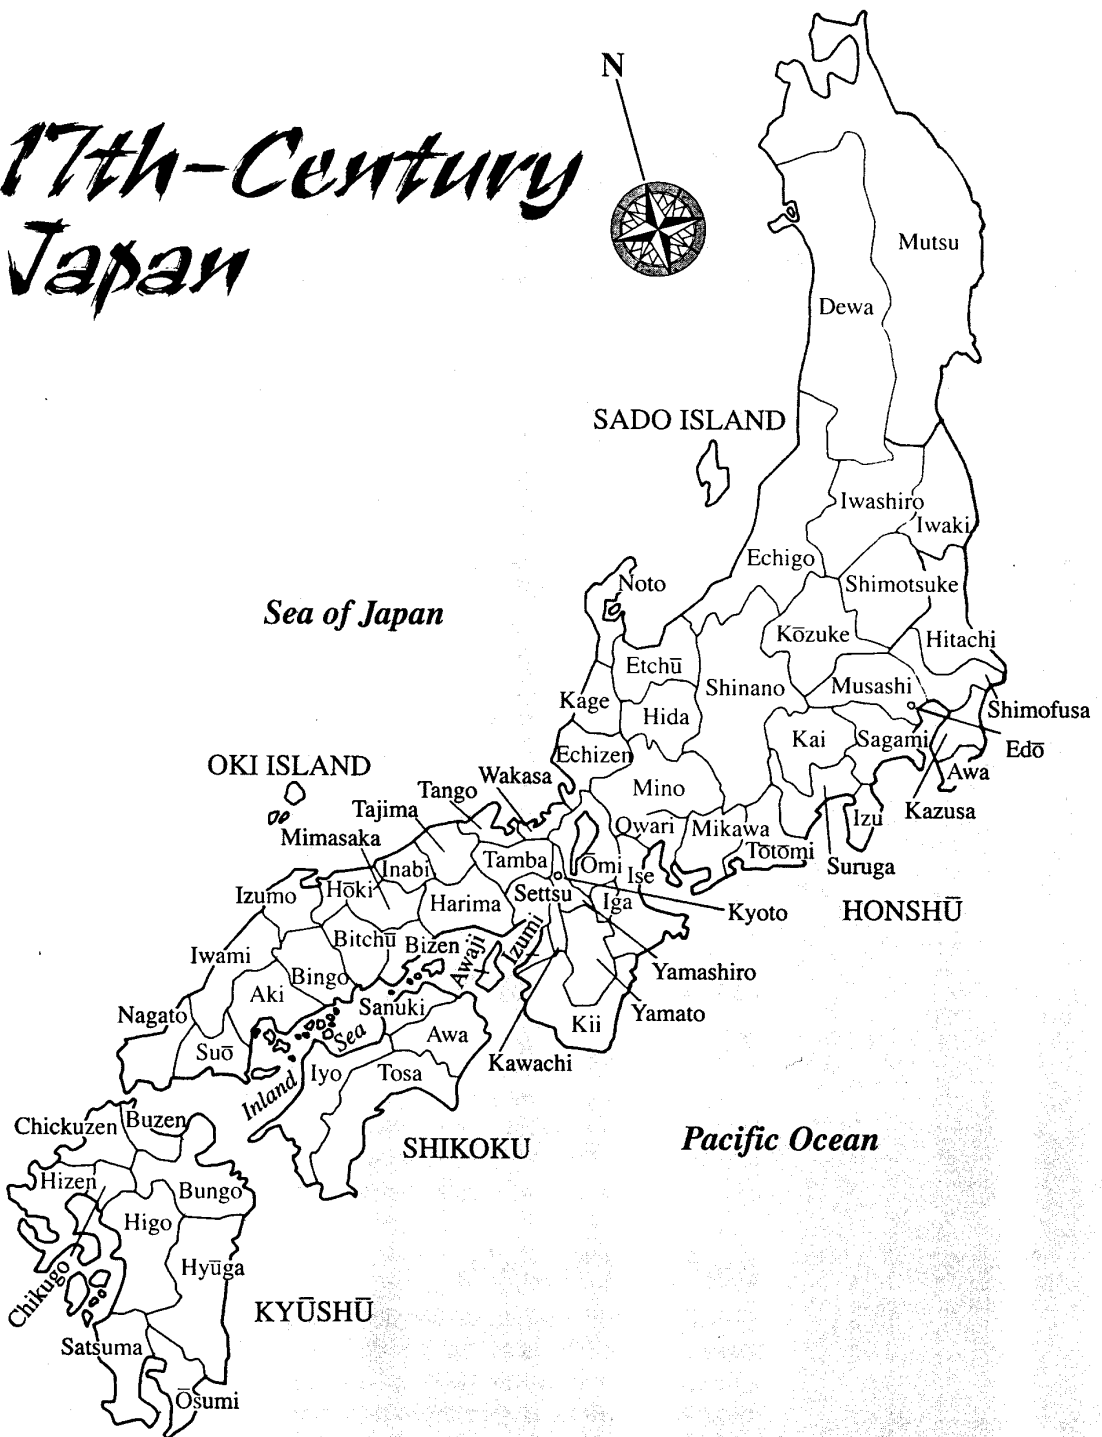 N
17th-Century
Japan
Mutsu
Dewa
SADO ISLAND
Iwashiro
Iwaki
Echigo
Noto
Shimotsuke
Sea of Japan
Kōzuke
Hitachi
Etchū
Shinano
Musashi
Kage
Shimofusa
Hida
Kai
Sagami
Edō
Echizen
OKI ISLAND
Wakasa
Awa
Tango
Mino
Kazusa
Tajima
Izu
Owari
Mikawa
Mimasaka
Tōtōmi
Tamba
Ōmi
Suruga
Inabi
Ise
Hōki
Izumo
Settsu
Harima
Iga
Kyoto
HONSHŪ
Bitchū
Bizen
Awaji
Izumi
Iwami
Yamashiro
Bingo
Aki
Sanuki
Nagato
Yamato
Kii
Sea
Awa
Suō
Kawachi
Iyo
Tosa
Inland
Chickuzen
Buzen
SHIKOKU
Pacific Ocean
Hizen
Bungo
Higo
Hyūga
Chikugo
KYŪSHŪ
Satsuma
Ōsumi